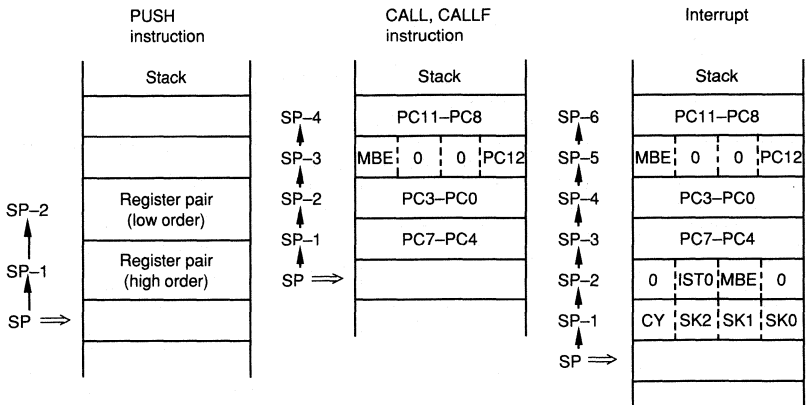 PUSH
instruction
Stack
SP–2
Register pair
(low order)
SP–1
Register pair
(high order)
SP
CALL, CALLF
instruction
Stack
SP–4
PC11–PC8
SP–3
MBE 0 0 PC12
SP–2
PC3–PC0
SP–1
PC7–PC4
SP
Interrupt
Stack
SP–6
PC11–PC8
SP–5
MBE 0 0 PC12
SP–4
PC3–PC0
SP–3
PC7–PC4
SP–2
0 IST0 MBE 0
SP–1
CY SK2 SK1 SK0
SP